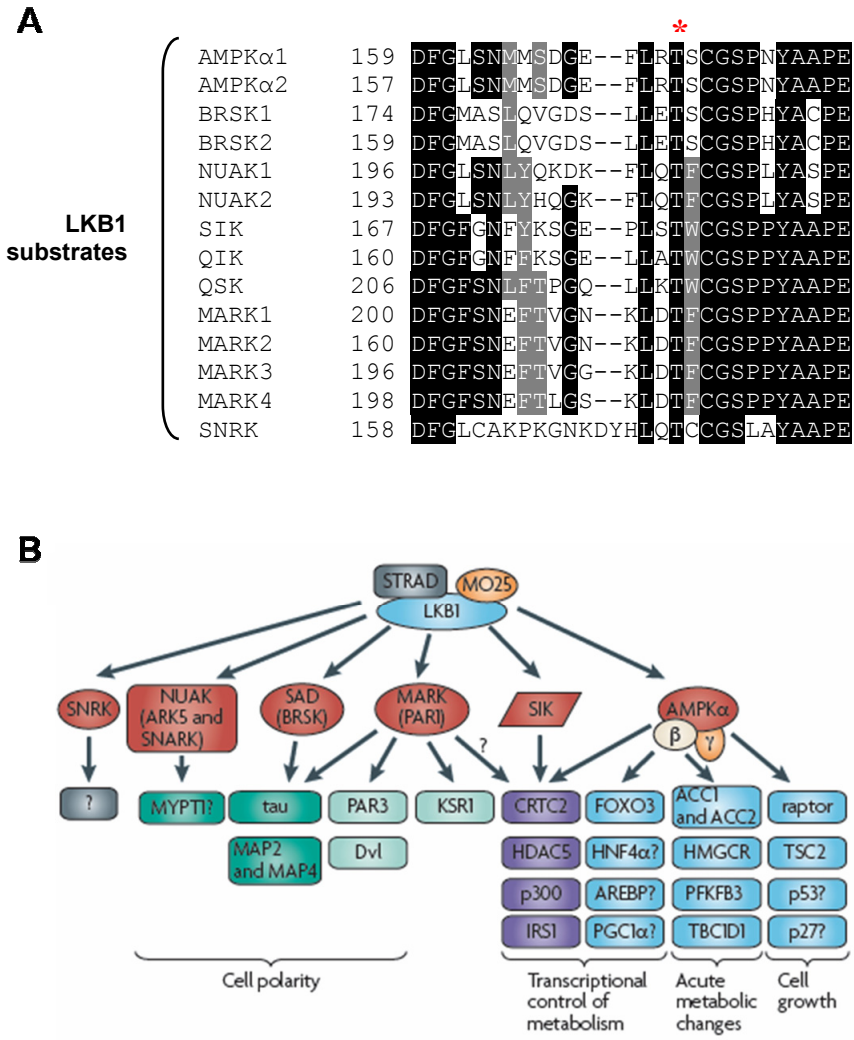 A
*
LKB1
substrates
AMPKα1 159 DFGLSNMMSDGE--FLRTSCGSPNYAAPE
AMPKα2 157 DFGLSNMMSDGE--FLRTSCGSPNYAAPE
BRSK1 174 DFGMASLQVGDS--LLETSCGSPHYACPE
BRSK2 159 DFGMASLQVGDS--LLETSCGSPHYACPE
NUAK1 196 DFGLSNLYQKDK--FLQTFCGSPLYASPE
NUAK2 193 DFGLSNLYHQGK--FLQTFCGSPLYASPE
SIK 167 DFGFGNFYKSGE--PLSTWCGSPPYAAPE
QIK 160 DFGFGNFFKSGE--LLATWCGSPPYAAPE
QSK 206 DFGFSNLFTPGQ--LLKTWCGSPPYAAPE
MARK1 200 DFGFSNEFTVGN--KLDTFCGSPPYAAPE
MARK2 160 DFGFSNEFTVGN--KLDTFCGSPPYAAPE
MARK3 196 DFGFSNEFTVGG--KLDTFCGSPPYAAPE
MARK4 198 DFGFSNEFTLGS--KLDTFCGSPPYAAPE
SNRK 158 DFGLCAKPKGNKDYHLQTCCGSLAYAAPE
B
STRAD
MO25
LKB1
SNRK
NUAK
(ARK5 and
SNARK)
SAD
(BRSK)
MARK
(PAR1)
SIK
AMPKα
β
γ
?
?
MYPT1?
tau
PAR3
KSR1
CRTC2
FOXO3
ACC1
and ACC2
raptor
MAP2
and MAP4
Dvl
HDAC5
HNF4α?
HMGCR
TSC2
p300
AREBP?
PFKFB3
p53?
IRS1
PGC1α?
TBC1D1
p27?
Cell polarity
Transcriptional
control of
metabolism
Acute
metabolic
changes
Cell
growth